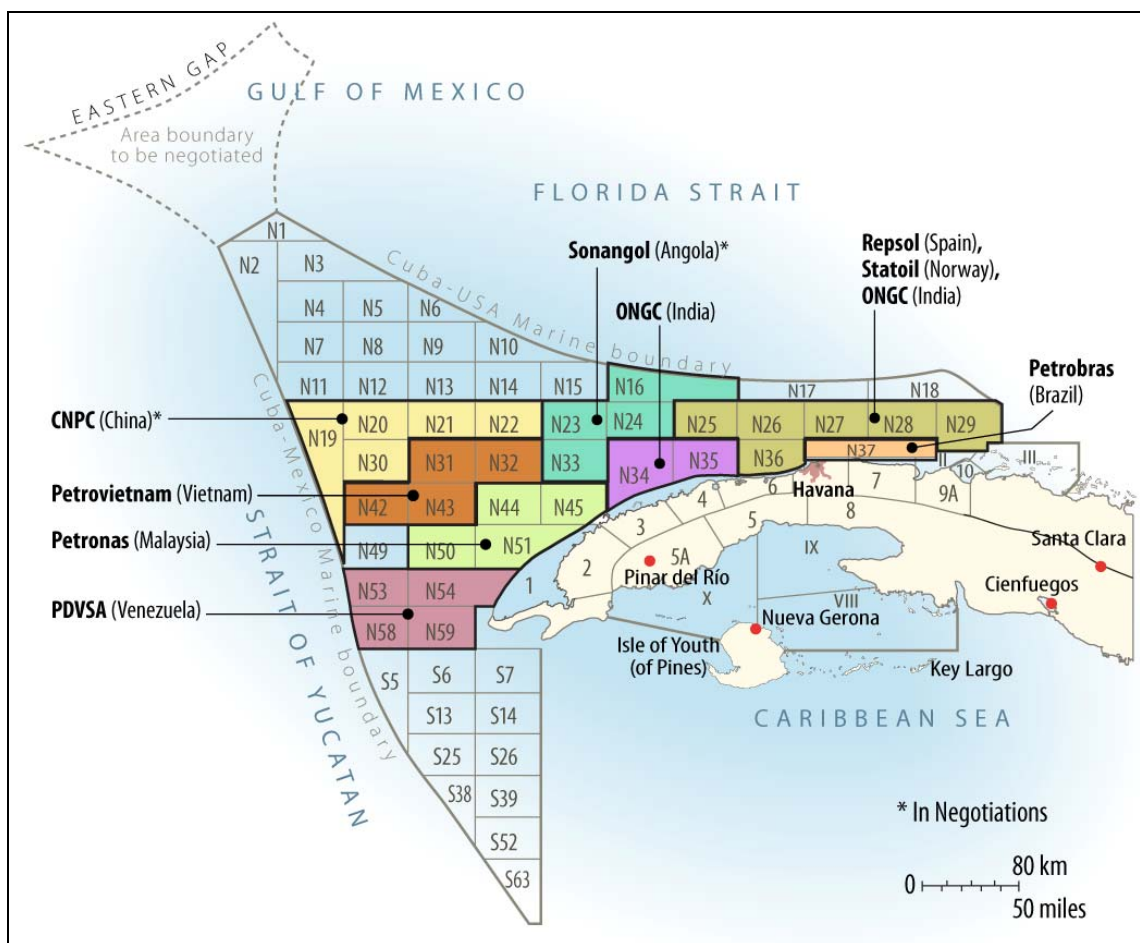 EASTERN GAP
GULF OF MEXICO
Area boundary
to be negotiated
FLORIDA STRAIT
N1
N2
N3
Cuba-USA Marine boundary
Sonangol (Angola)*
Repsol (Spain),
Statoil (Norway),
ONGC (India)
ONGC (India)
N4 N5 N6
N7 N8 N9 N10
Petrobras
(Brazil)
N11 N12 N13 N14 N15 N16 N17 N18
CNPC (China)*
N19 N20 N21 N22 N23 N24 N25 N26 N27 N28 N29
N30 N31 N32 N33 N34 N35 N36 N37
II III
10
Petrovietnam (Vietnam)
N42 N43 N44 N45
Havana
3 4 6 7 9A
5 8
Petronas (Malaysia)
N49 N50 N51
2 5A
Pinar del Río
IX
Santa Clara
Cienfuegos
PDVSA (Venezuela)
N53 N54
1
X
VIII
N58 N59
Nueva Gerona
Isle of Youth
(of Pines)
Key Largo
Cuba-Mexico Marine boundary
STRAIT OF YUCATAN
S5 S6 S7
S13 S14
CARIBBEAN SEA
S25 S26
S38 S39
S52
S63
* In Negotiations
80 km
0
50 miles